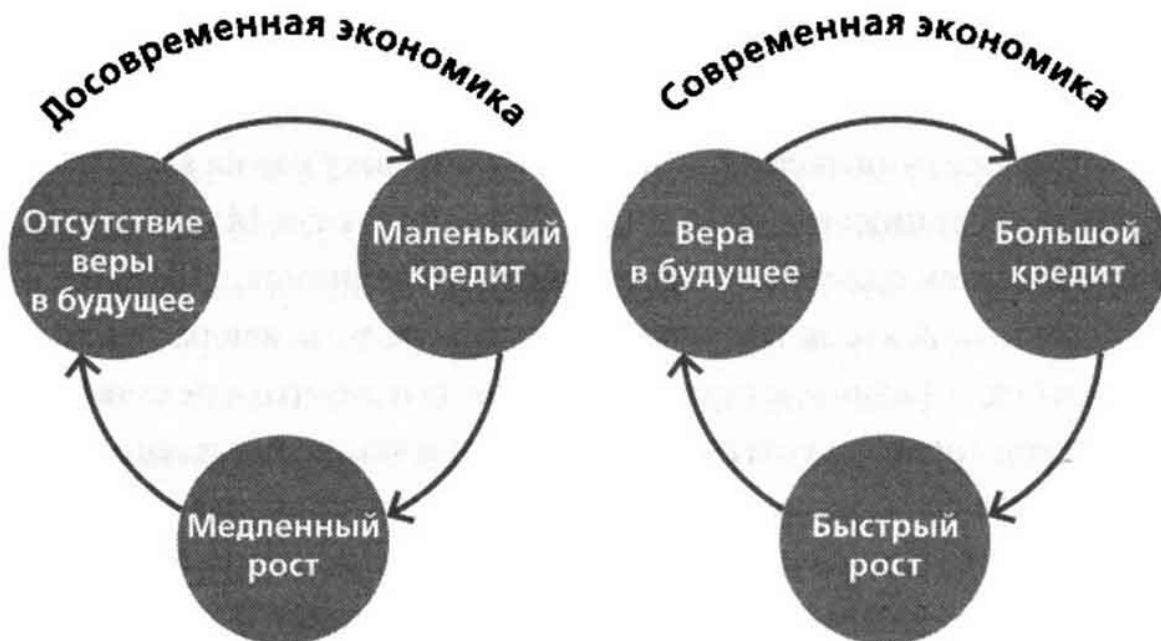 Досовременная экономика
Отсутствие
веры
в будущее
Маленький
кредит
Медленный
рост
Современная экономика
Вера
в будущее
Большой
кредит
Быстрый
рост